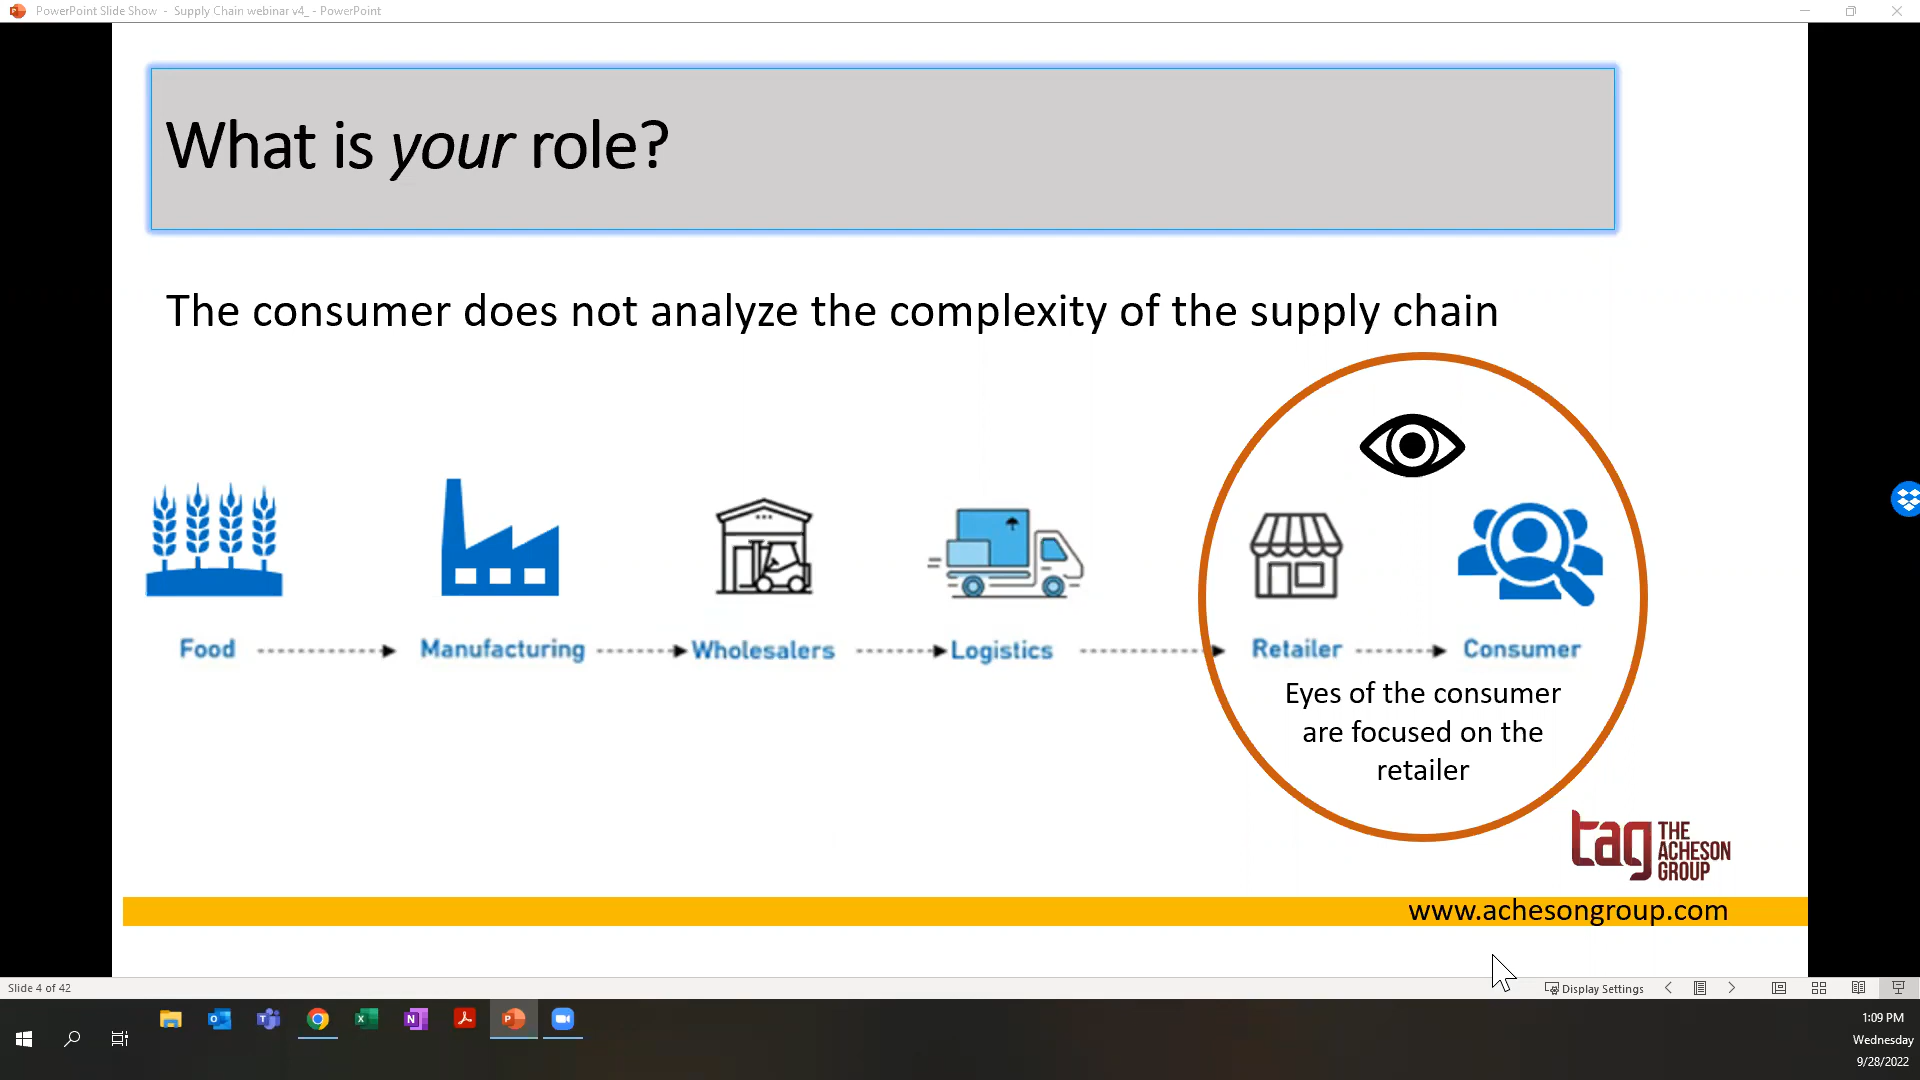 PowerPoint Slide Show - Supply Chain webinar v4_ - PowerPoint
What is your role?
The consumer does not analyze the complexity of the supply chain
Food
Manufacturing
Wholesalers
Logistics
Retailer
Consumer
Eyes of the consumer
are focused on the
retailer
tag THE
ACHESON
GROUP
www.achesongroup.com
Slide 4 of 42
Display Settings
1:09 PM
Wednesday
9/28/2022